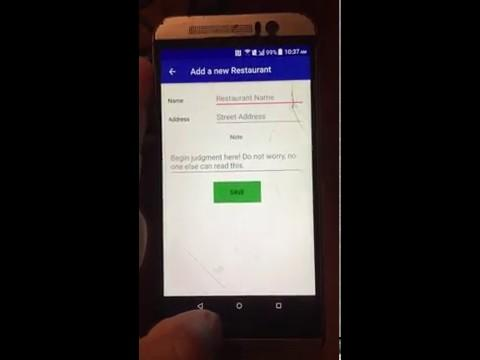 99% 10:37 AM
Add a new Restaurant
Name Restaurant Name
Address Street Address
Note
Begin judgment here! Do not worry, no
one else can read this.
SAVE